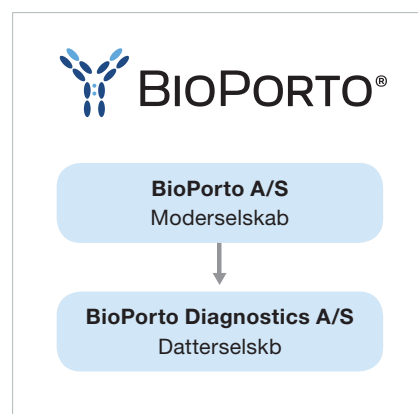 BIOPORTO®
BioPorto A/S
Moderselskab
BioPorto Diagnostics A/S
Datterselskb